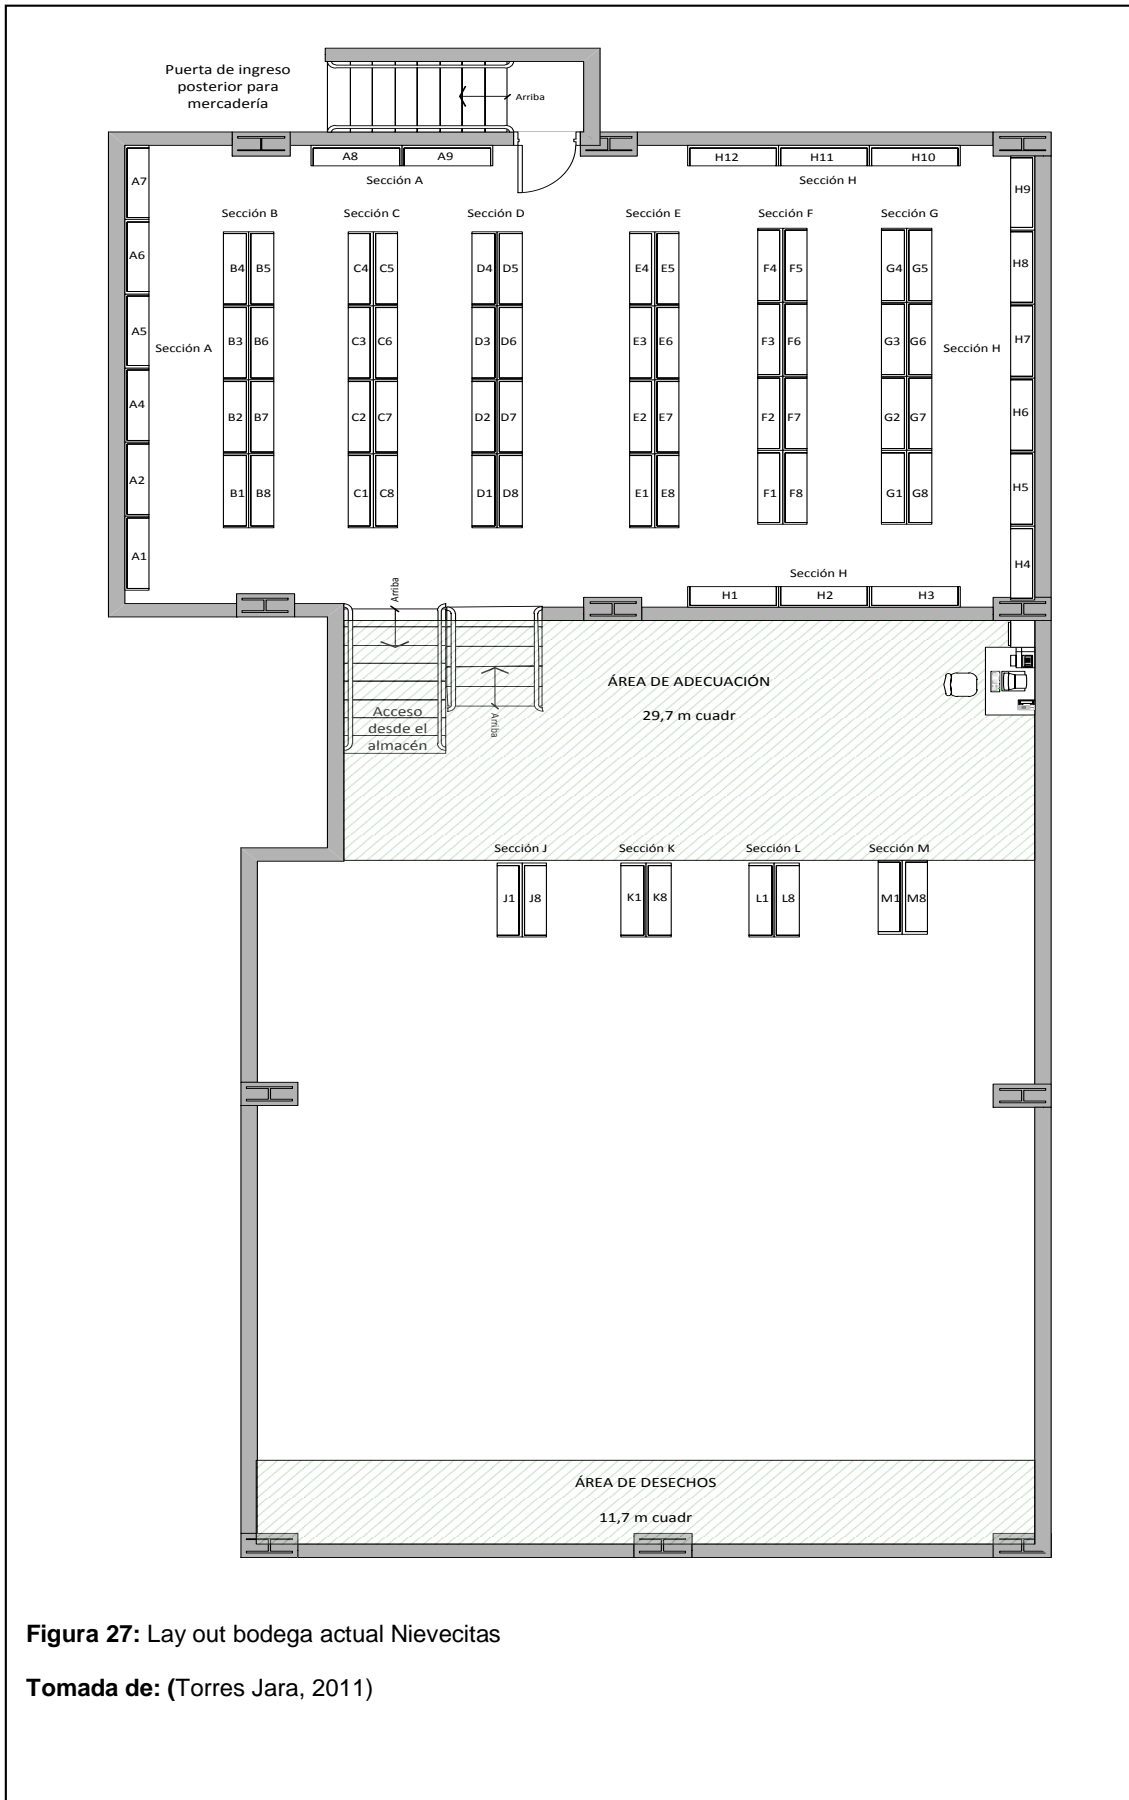 Puerta de ingreso
posterior para
mercadería
Arriba
A8 A9
H12 H11 H10
Sección A
Sección H
A7
H9
Sección B Sección C Sección D Sección E Sección F Sección G
A6
B4 B5 C4 C5 D4 D5 E4 E5 F4 F5 G4 G5
H8
A5
B3 B6 C3 C6 D3 D6 E3 E6 F3 F6 G3 G6
H7
Sección A
Sección H
A4
B2 B7 C2 C7 D2 D7 E2 E7 F2 F7 G2 G7
H6
A2
B1 B8 C1 C8 D1 D8 E1 E8 F1 F8 G1 G8
H5
A1
H4
Sección H
H1 H2 H3
Arriba
Acceso
desde el
almacén
Arriba
ÁREA DE ADECUACIÓN
29,7 m cuadr
Sección J Sección K Sección L Sección M
J1 J8 K1 K8 L1 L8 M1 M8
ÁREA DE DESECHOS
11,7 m cuadr
Figura 27: Lay out bodega actual Nievecitas
Tomada de: (Torres Jara, 2011)